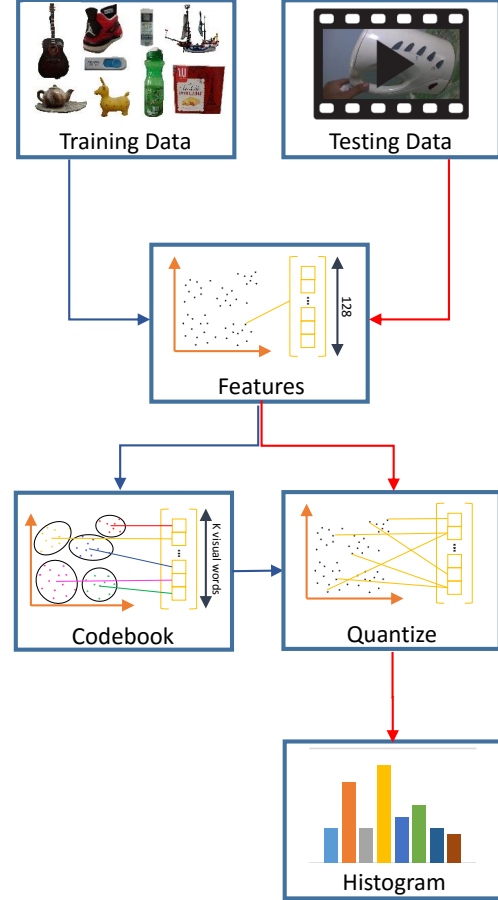 Training Data
Testing Data
...
128
Features
...
K visual words
Codebook
...
Quantize
Histogram